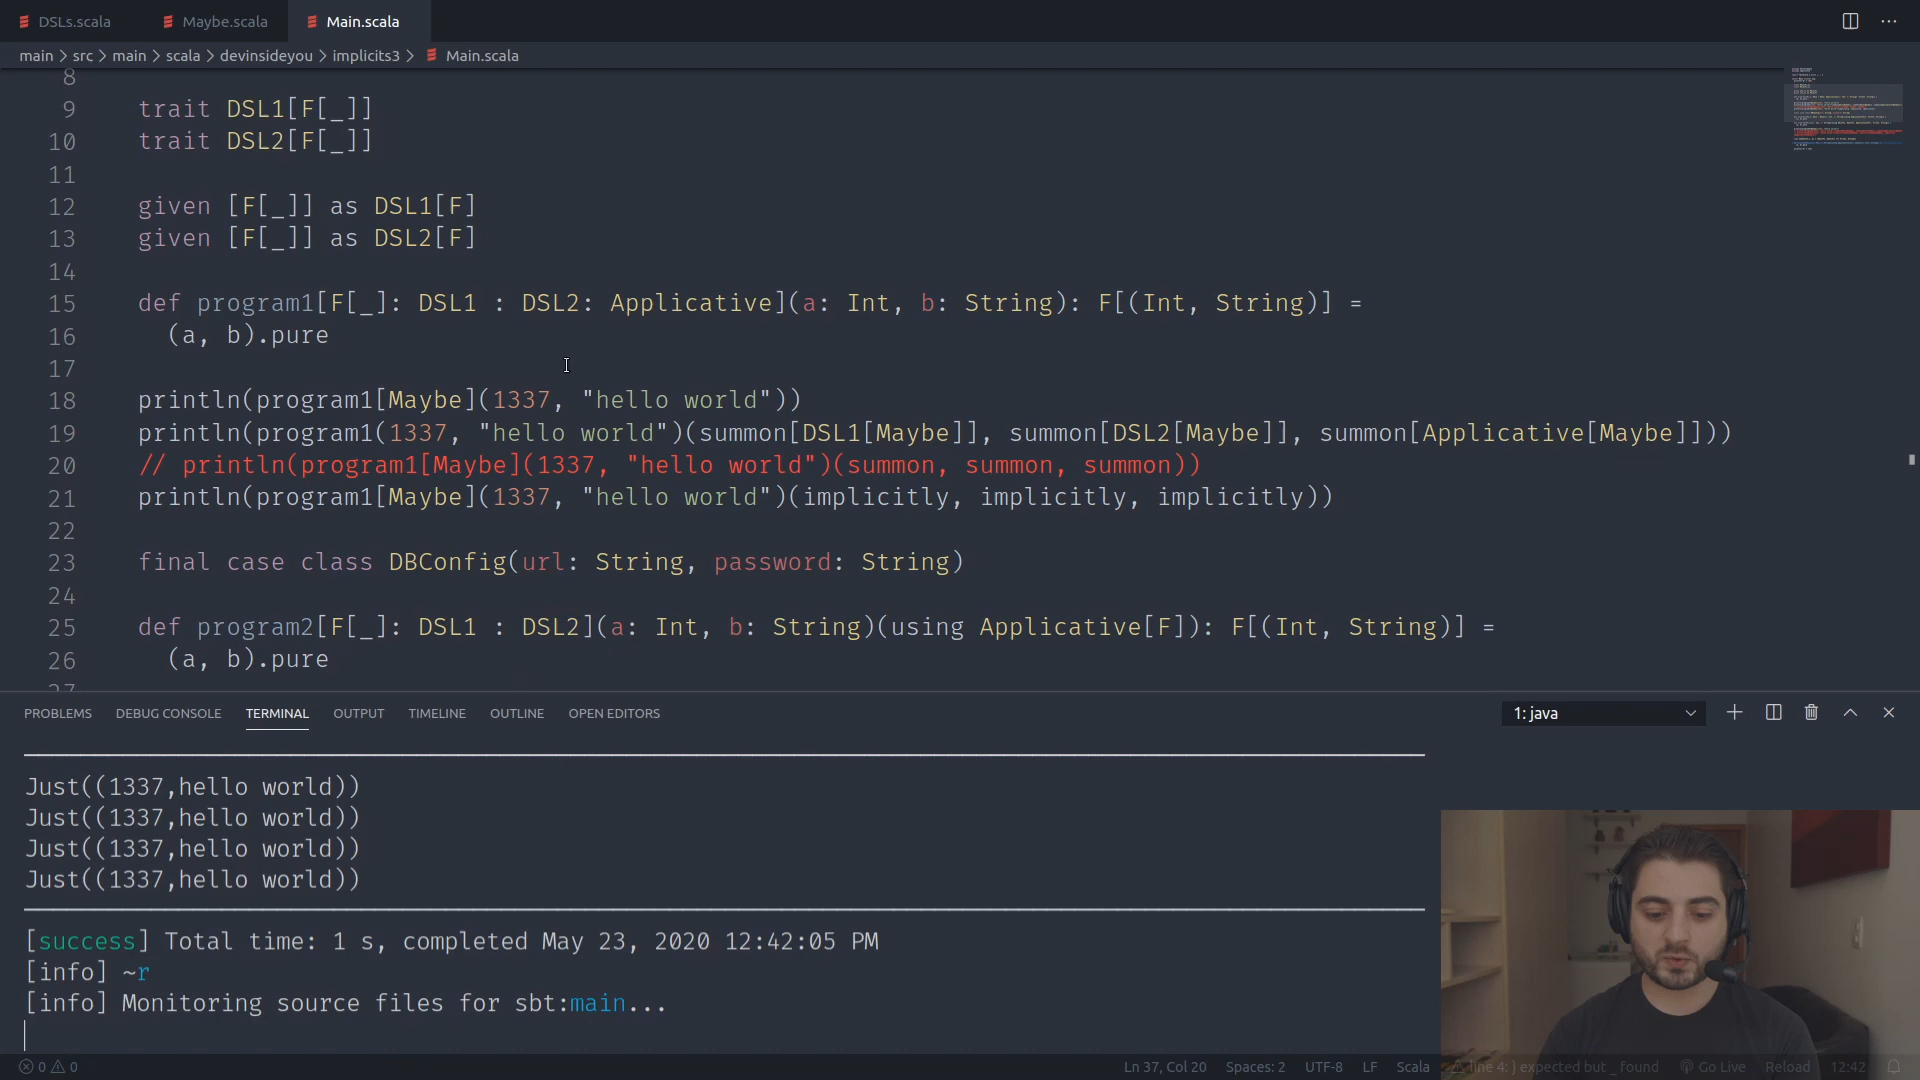 DSLs.scala Maybe.scala Main.scala
main > src > main > scala > devinsideyou > implicits3 > Main.scala
8
9 trait DSL1[F[_]]
10 trait DSL2[F[_]]
11
12 given [F[_]] as DSL1[F]
13 given [F[_]] as DSL2[F]
14
15 def program1[F[_]: DSL1 : DSL2: Applicative](a: Int, b: String): F[(Int, String)] =
16 (a, b).pure
17
18 println(program1[Maybe](1337, "hello world"))
19 println(program1(1337, "hello world")(summon[DSL1[Maybe]], summon[DSL2[Maybe]], summon[Applicative[Maybe]]))
20 // println(program1[Maybe](1337, "hello world")(summon, summon, summon))
21 println(program1[Maybe](1337, "hello world")(implicitly, implicitly, implicitly))
22
23 final case class DBConfig(url: String, password: String)
24
25 def program2[F[_]: DSL1 : DSL2](a: Int, b: String)(using Applicative[F]): F[(Int, String)] =
26 (a, b).pure
27
PROBLEMS DEBUG CONSOLE TERMINAL OUTPUT TIMELINE OUTLINE OPEN EDITORS 1: java
Just((1337,hello world))
Just((1337,hello world))
Just((1337,hello world))
Just((1337,hello world))
[success] Total time: 1 s, completed May 23, 2020 12:42:05 PM
[info] ~r
[info] Monitoring source files for sbt:main...
0 0 Ln 37, Col 20 Spaces: 2 UTF-8 LF Scala line 4: ) expected but _ found Go Live Reload 12:42